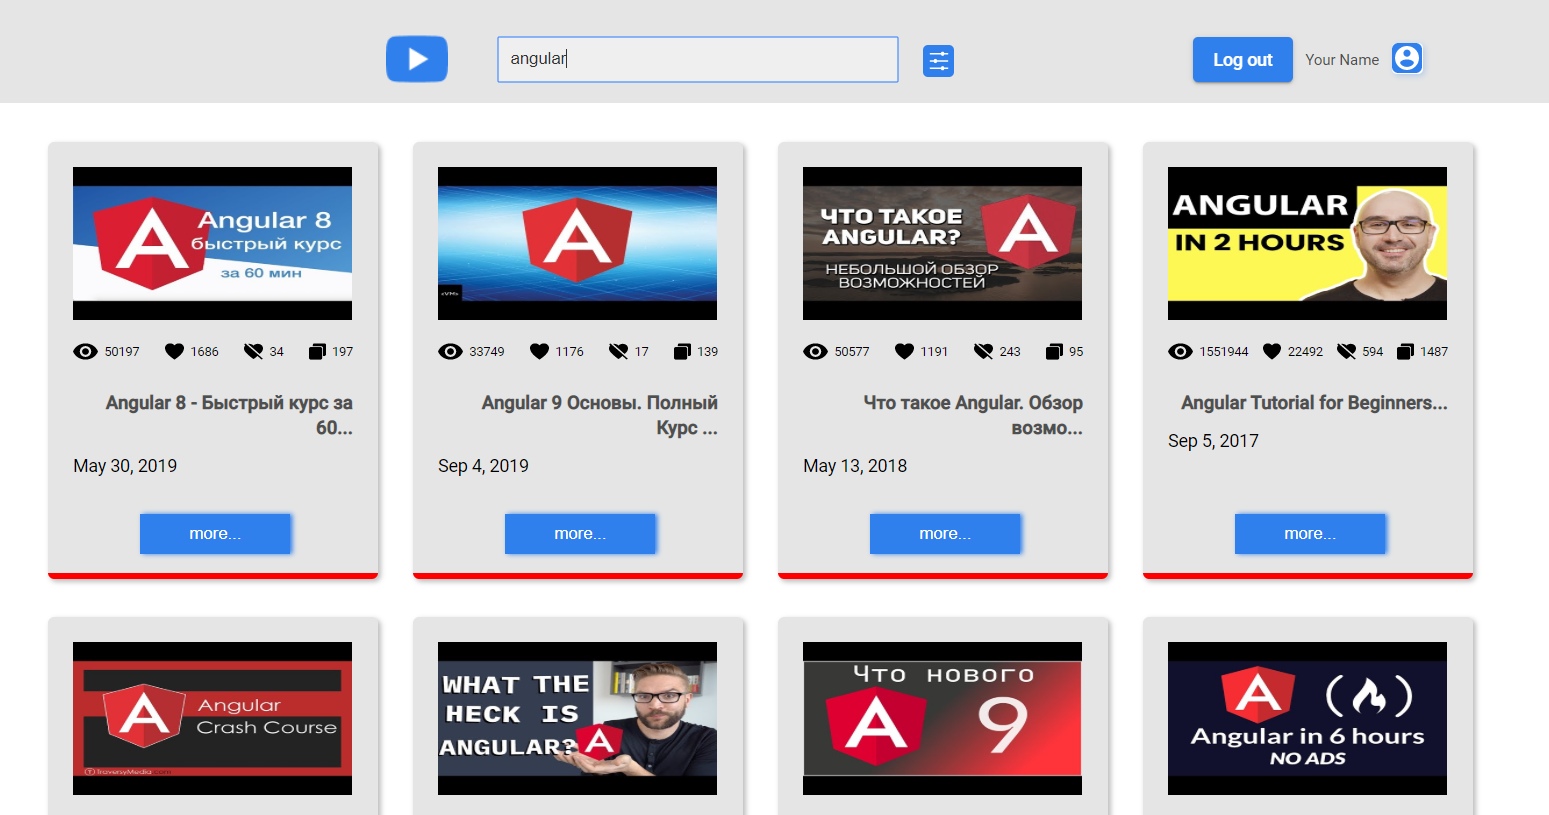 angular
Log out
Your Name
Angular 8
быстрый курс
за 60 мин
50197 1686 34 197
Angular 8 - Быстрый курс за
60...
May 30, 2019
more...
<VM>
33749 1176 17 139
Angular 9 Основы. Полный
Курс ...
Sep 4, 2019
more...
ЧТО ТАКОЕ
ANGULAR?
НЕБОЛЬШОЙ ОБЗОР
ВОЗМОЖНОСТЕЙ
50577 1191 243 95
Что такое Angular. Обзор
возмо...
May 13, 2018
more...
ANGULAR
IN 2 HOURS
1551944 22492 594 1487
Angular Tutorial for Beginners...
Sep 5, 2017
more...
Angular
Crash Course
TraversyMedia.com
WHAT THE
HECK IS
ANGULAR?
Что нового
9
Angular in 6 hours
NO ADS